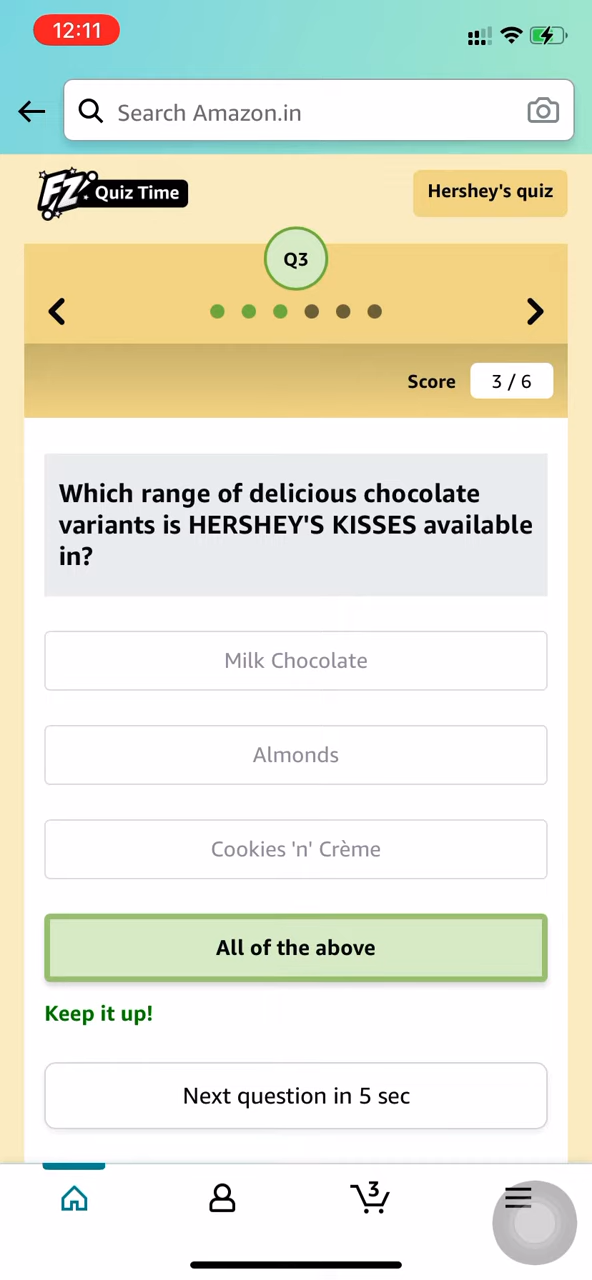 12:11
Search Amazon.in
FZ Quiz Time
Hershey's quiz
Q3
Score 3 / 6
Which range of delicious chocolate
variants is HERSHEY'S KISSES available
in?
Milk Chocolate
Almonds
Cookies 'n' Crème
All of the above
Keep it up!
Next question in 5 sec
3